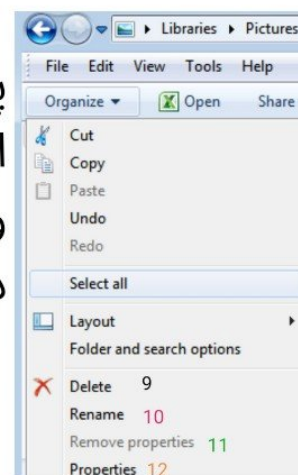 Libraries ▸ Pictures
File Edit View Tools Help
Organize Open Share
Cut
Copy
Paste
Undo
Redo
Select all
Layout
Folder and search options
Delete 9
Rename 10
Remove properties 11
Properties 12